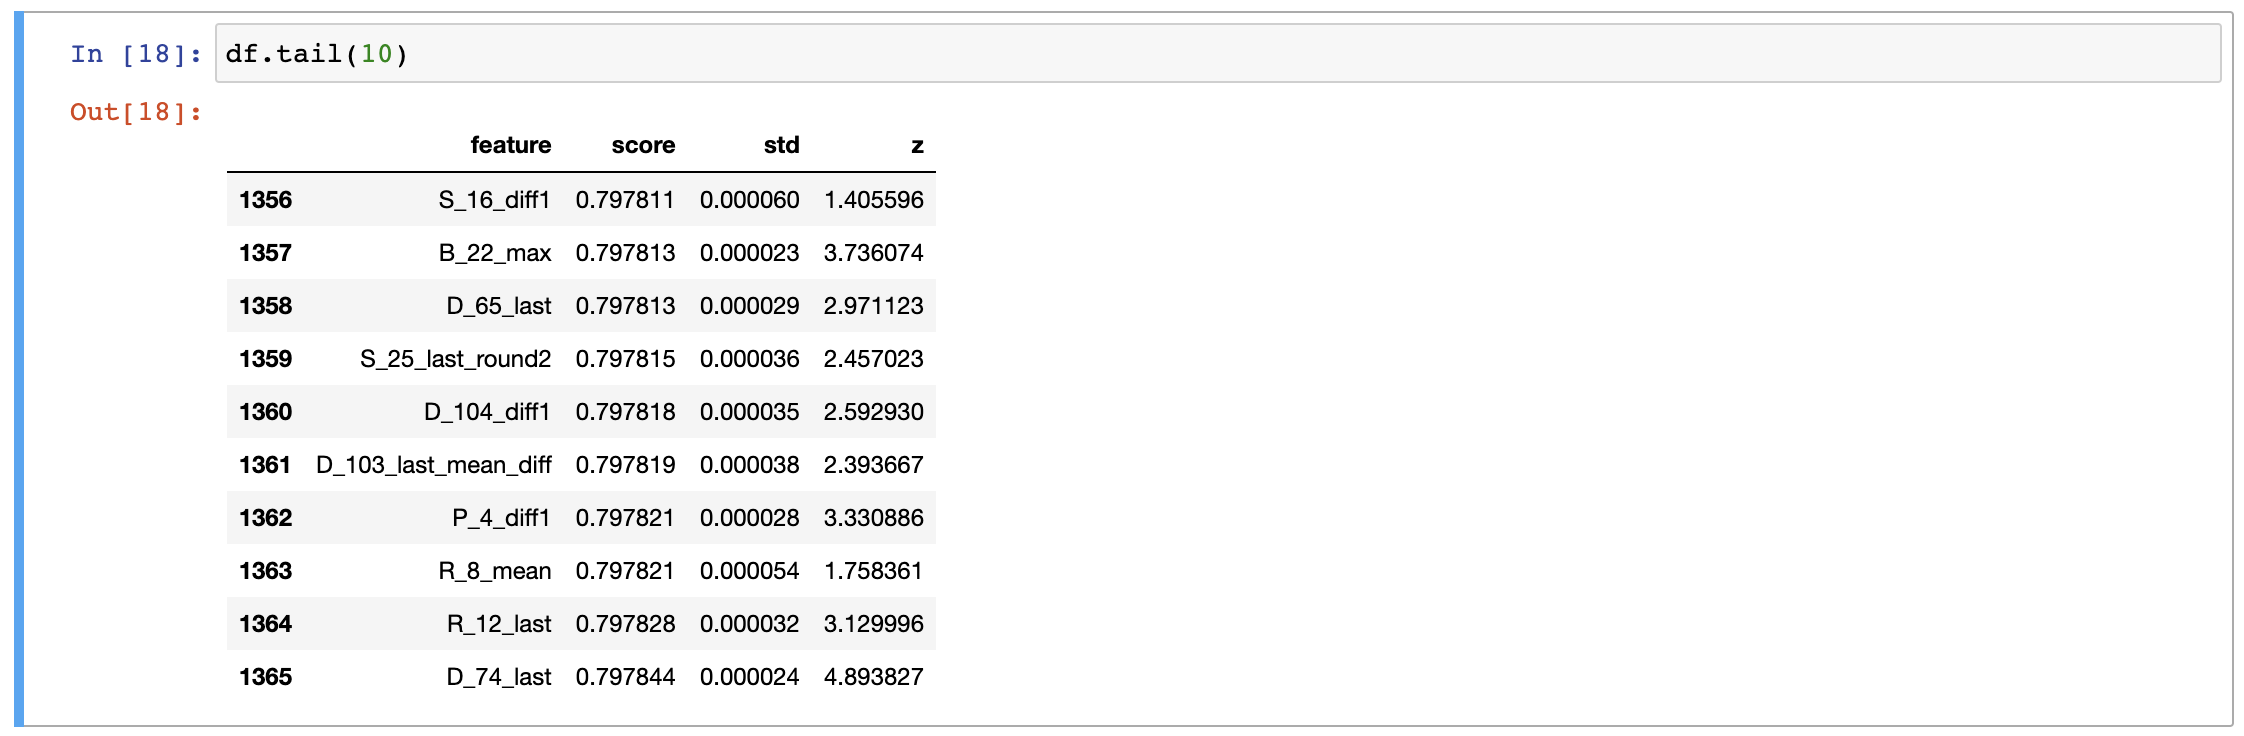 In [18]: df.tail(10)
Out[18]:
feature score std z
1356 S_16_diff1 0.797811 0.000060 1.405596
1357 B_22_max 0.797813 0.000023 3.736074
1358 D_65_last 0.797813 0.000029 2.971123
1359 S_25_last_round2 0.797815 0.000036 2.457023
1360 D_104_diff1 0.797818 0.000035 2.592930
1361 D_103_last_mean_diff 0.797819 0.000038 2.393667
1362 P_4_diff1 0.797821 0.000028 3.330886
1363 R_8_mean 0.797821 0.000054 1.758361
1364 R_12_last 0.797828 0.000032 3.129996
1365 D_74_last 0.797844 0.000024 4.893827